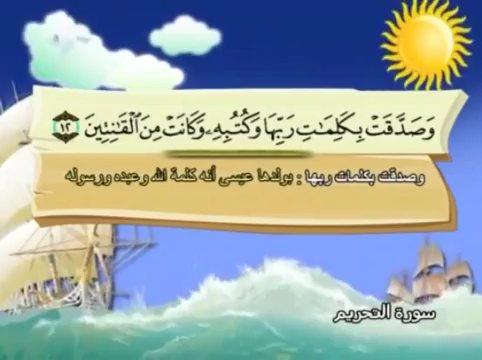 وَصَدَّقَتْ بِكَلِمَٰتِ رَبِّهَا وَكُتُبِهِۦ وَكَانَتْ مِنَ ٱلْقَٰنِتِينَ ١٢
وصدقت بكلمات ربها : بولدها عيسى أنه كلمة الله وعبده ورسوله
سورة التحريم